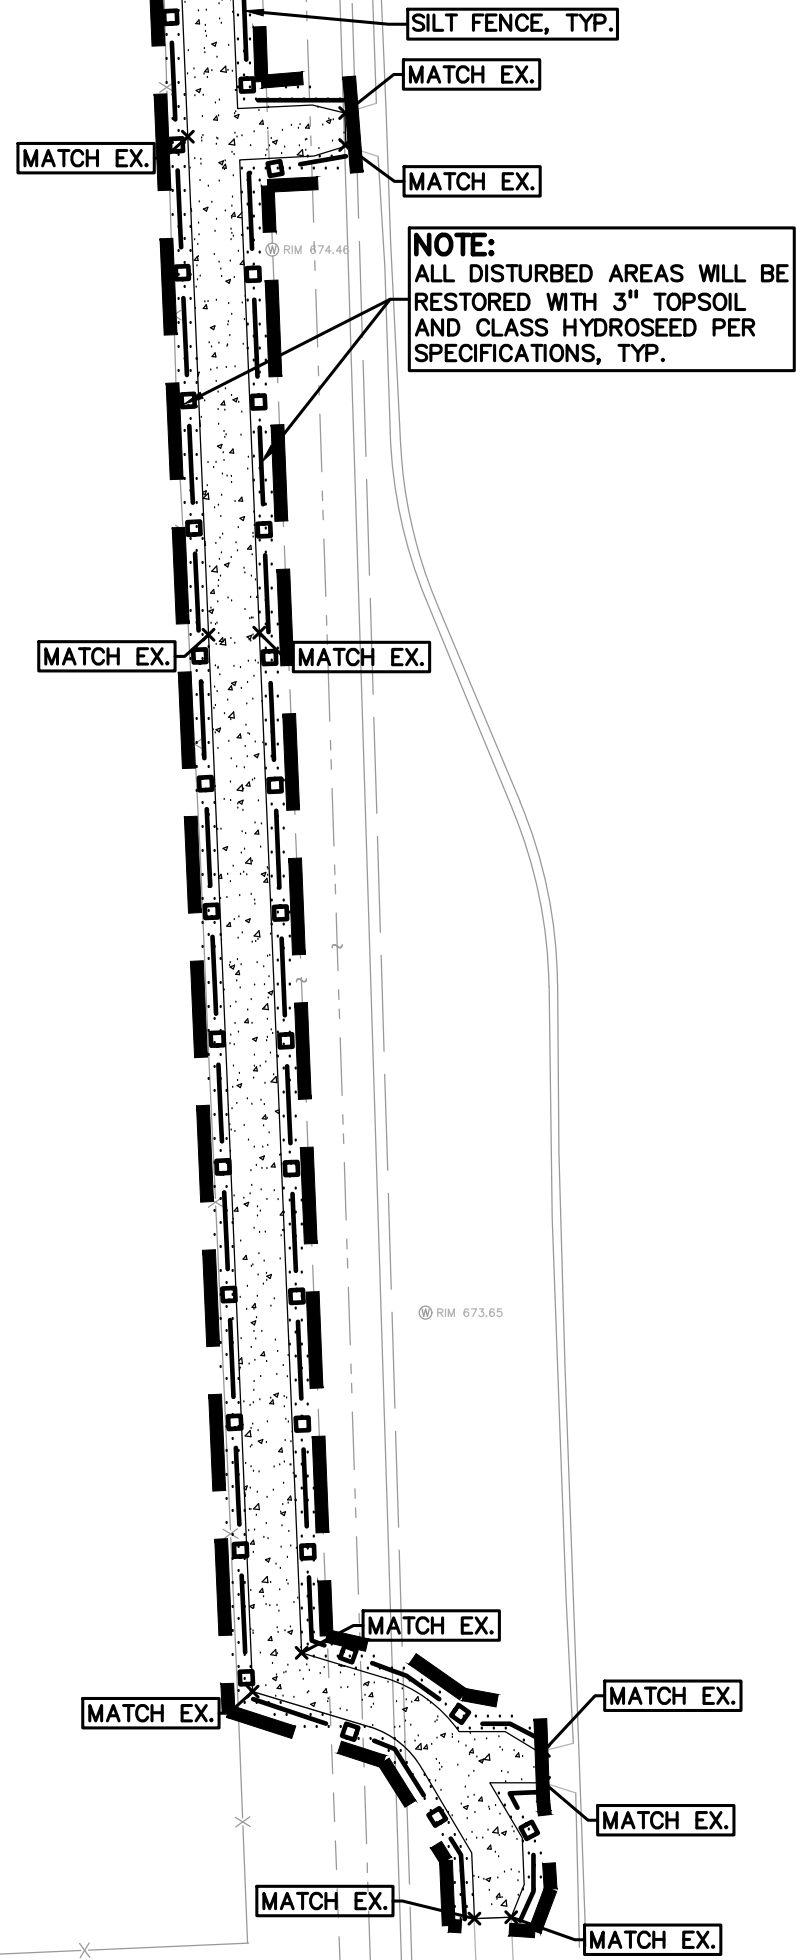 SILT FENCE, TYP.
MATCH EX.
MATCH EX.
MATCH EX.
NOTE:
ALL DISTURBED AREAS WILL BE
RESTORED WITH 3" TOPSOIL
AND CLASS HYDROSEED PER
SPECIFICATIONS, TYP.
W RIM 674.46
MATCH EX.
MATCH EX.
W RIM 673.65
MATCH EX.
MATCH EX.
MATCH EX.
MATCH EX.
MATCH EX.
MATCH EX.